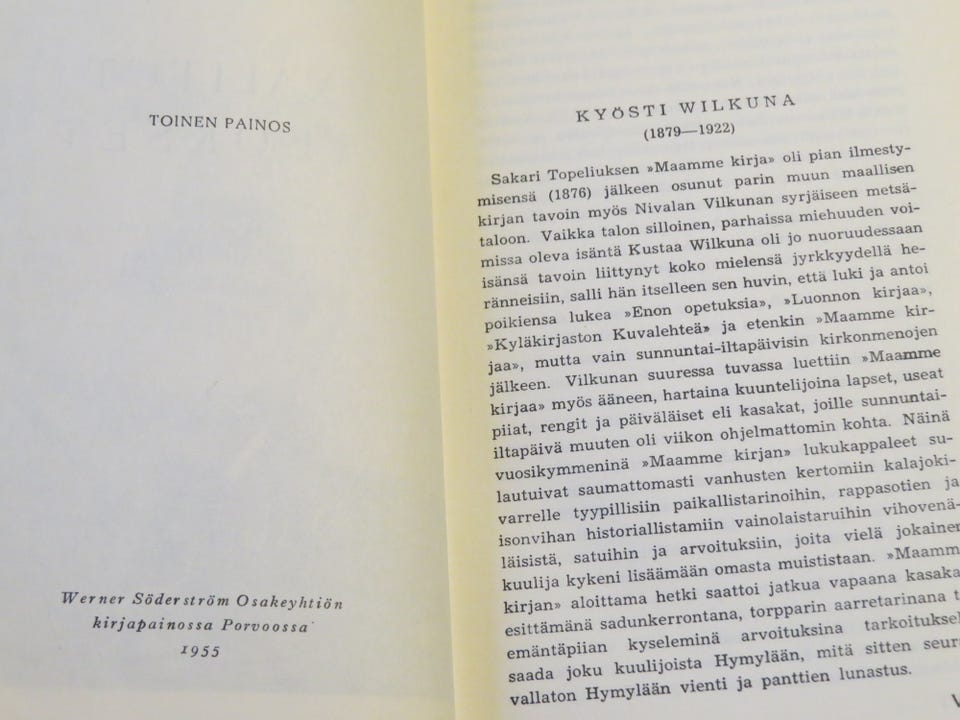 TOINEN PAINOS
Werner Söderström Osakeyhtiön
kirjapainossa Porvoossa
1955
KYÖSTI WILKUNA
(1879—1922)
Sakari Topeliuksen »Maamme kirja» oli pian ilmesty-
misensä (1876) jälkeen osunut parin muun maallisen
kirjan tavoin myös Nivalan Vilkunan syrjäiseen metsä-
taloon. Vaikka talon silloinen, parhaissa miehuuden voi-
missa oleva isäntä Kustaa Wilkuna oli jo nuoruudessaan
isänsä tavoin liittynyt koko mielensä jyrkkyydellä he-
ränneisiin, salli hän itselleen sen huvin, että luki ja antoi
poikiensa lukea »Enon opetuksia», »Luonnon kirjaa»,
»Kyläkirjaston Kuvalehteä» ja etenkin »Maamme kir-
jaa», mutta vain sunnuntai-iltapäivisin kirkonmenojen
jälkeen. Vilkunan suuressa tuvassa luettiin »Maamme
kirjaa» myös ääneen, hartaina kuuntelijoina lapset, useat
piiat, rengit ja päiväläiset eli kasakat, joille sunnuntai-
iltapäivä muuten oli viikon ohjelmattomin kohta. Näinä
vuosikymmeninä »Maamme kirjan» lukukappaleet su-
lautuivat saumattomasti vanhusten kertomiin kalajoki-
varrelle tyypillisiin paikallistarinoihin, rappasotien ja
isonvihan historiallistamiin vainolaistaruihin vihovenä-
läisistä, satuihin ja arvoituksiin, joita vielä jokainen
kuulija kykeni lisäämään omasta muististaan. »Maamm
kirjan» aloittama hetki saattoi jatkua vapaana kasaka
esittämänä sadunkerrontana, torpparin aarretarinana t
emäntäpiian kyseleminä arvoituksina tarkoituksel
saada joku kuulijoista Hymylään, mitä sitten seura
vallaton Hymylään vienti ja panttien lunastus.